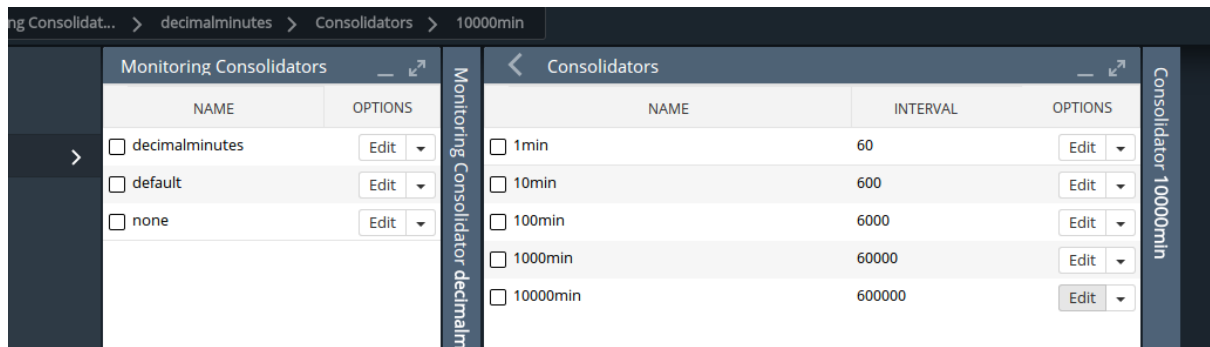 ng Consolidat... > decimalminutes > Consolidators > 10000min
Monitoring Consolidators
NAME OPTIONS
decimalminutes Edit
default Edit
none Edit
Monitoring Consolidator decimalm
Consolidators
NAME INTERVAL OPTIONS
1min 60 Edit
10min 600 Edit
100min 6000 Edit
1000min 60000 Edit
10000min 600000 Edit
Consolidator 10000min